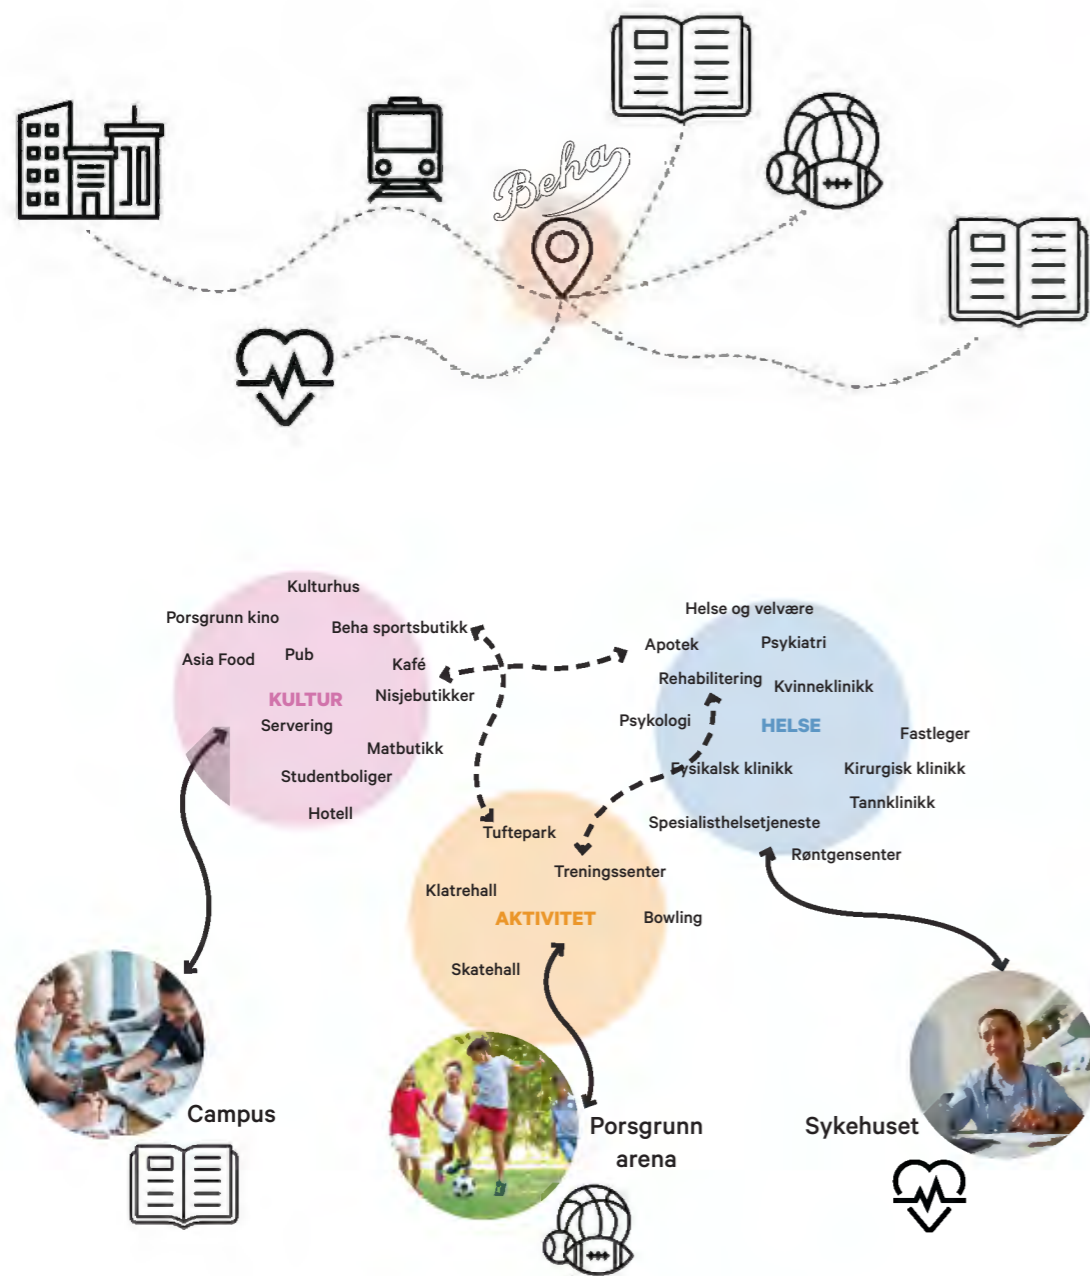 Beha
Kulturhus
Porsgrunn kino
Beha sportsbutikk
Asia Food
Pub
Kafé
KULTUR
Nisjebutikker
Servering
Matbutikk
Studentboliger
Hotell
Helse og velvære
Apotek
Psykiatri
Rehabilitering
Kvinneklinikk
Psykologi
HELSE
Fastleger
Fysikalsk klinikk
Kirurgisk klinikk
Tannklinikk
Spesialisthelsetjeneste
Røntgensenter
Tuftepark
Treningssenter
Klatrehall
AKTIVITET
Bowling
Skatehall
Campus
Porsgrunn
arena
Sykehuset